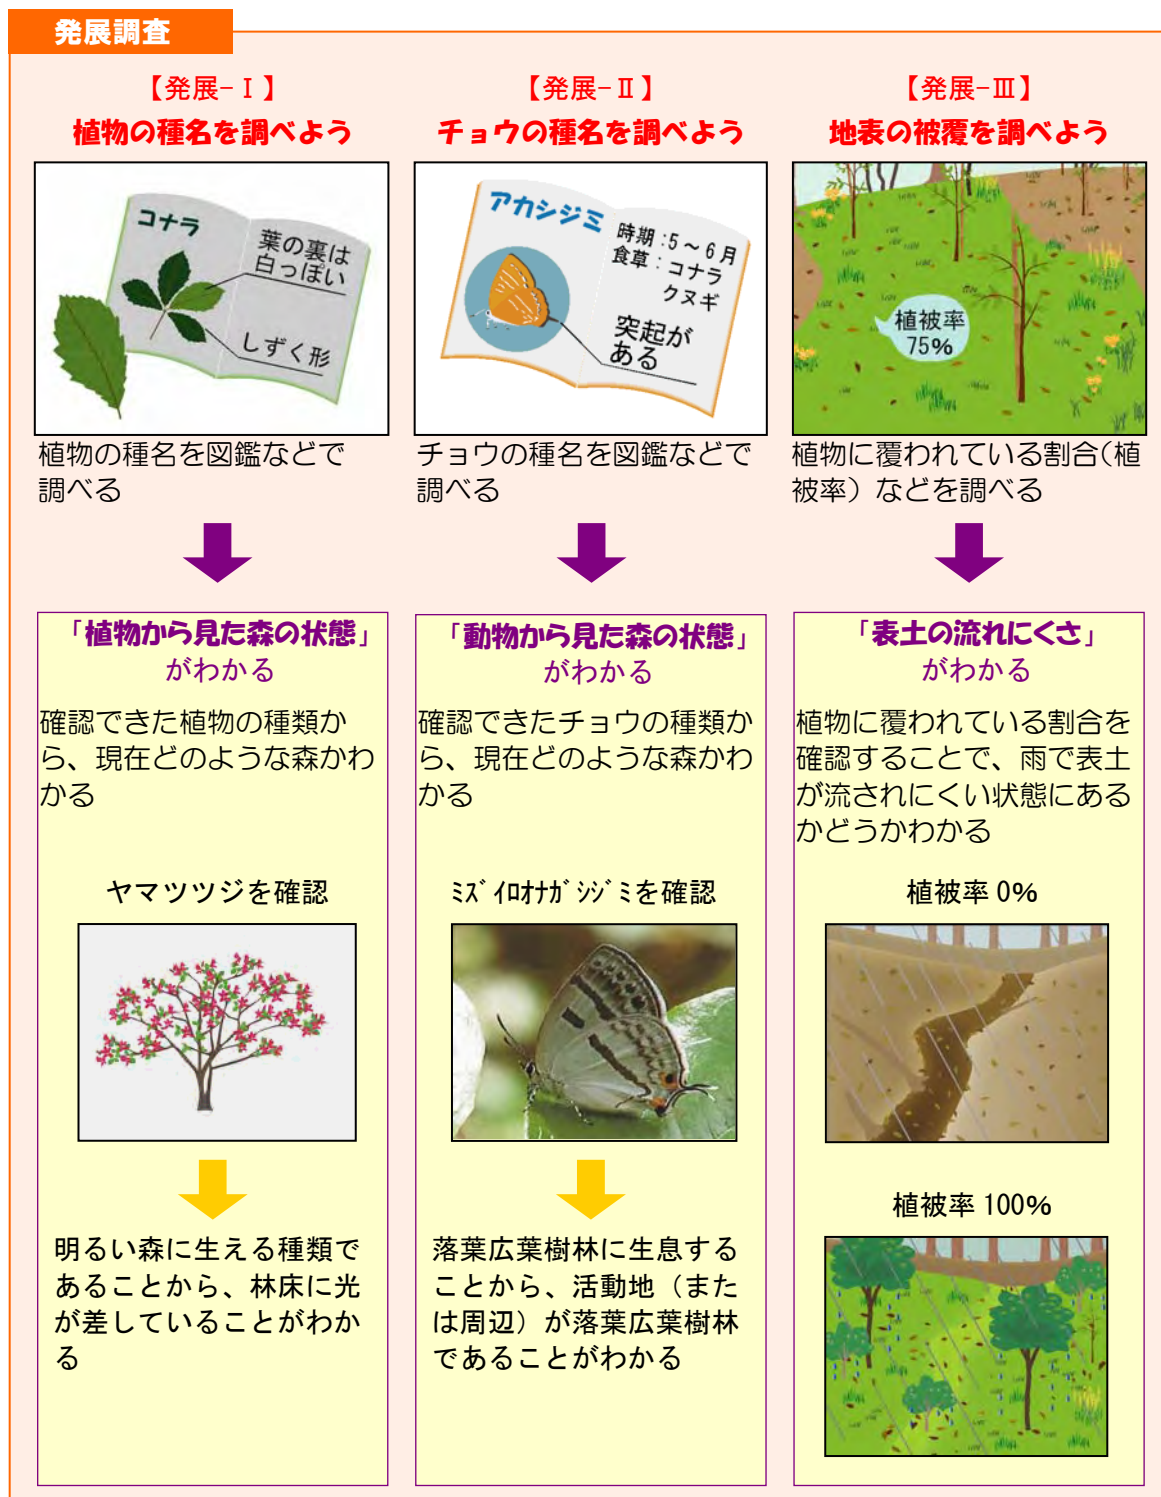 発展調査
【発展-Ⅰ】
植物の種名を調べよう
コナラ
葉の裏は
白っぽい
しずく形
植物の種名を図鑑などで
調べる
「植物から見た森の状態」
がわかる
確認できた植物の種類か
ら、現在どのような森かわ
かる
ヤマツツジを確認
明るい森に生える種類で
あることから、林床に光
が差していることがわか
る
【発展-Ⅱ】
チョウの種名を調べよう
アカシジミ
時期:5~6月
食草:コナラ
クヌギ
突起が
ある
チョウの種名を図鑑などで
調べる
「動物から見た森の状態」
がわかる
確認できたチョウの種類か
ら、現在どのような森かわ
かる
ミズイロオナガシジミを確認
落葉広葉樹林に生息する
ことから、活動地（また
は周辺）が落葉広葉樹林
であることがわかる
【発展-Ⅲ】
地表の被覆を調べよう
植被率
75%
植物に覆われている割合(植
被率）などを調べる
「表土の流れにくさ」
がわかる
植物に覆われている割合を
確認することで、雨で表土
が流されにくい状態にある
かどうかわかる
植被率 0%
植被率 100%